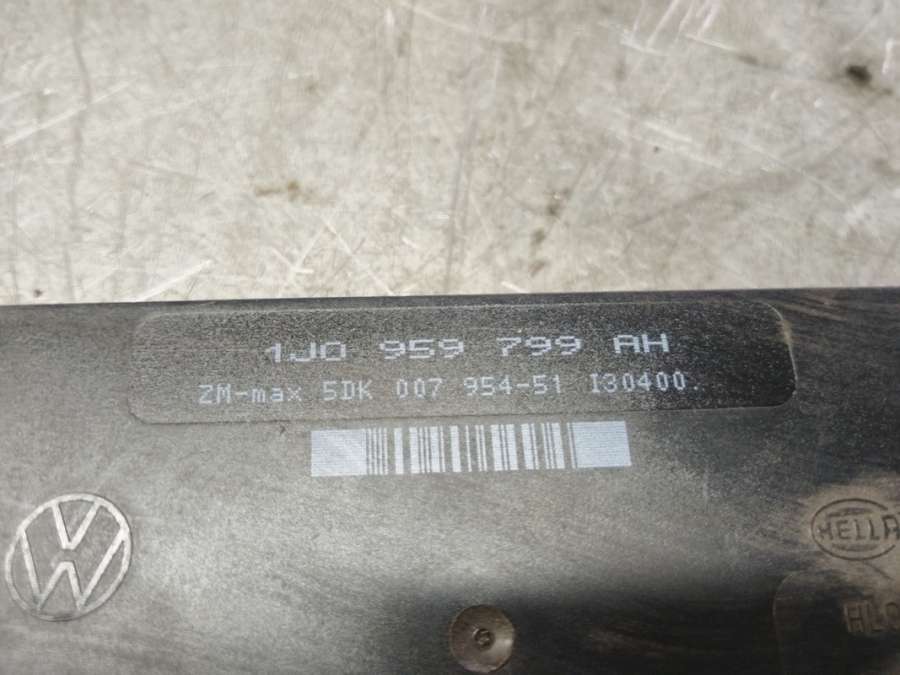 1J0 959 799 AH
ZM-max 5DK 007 954-51 I30400.
HELLA